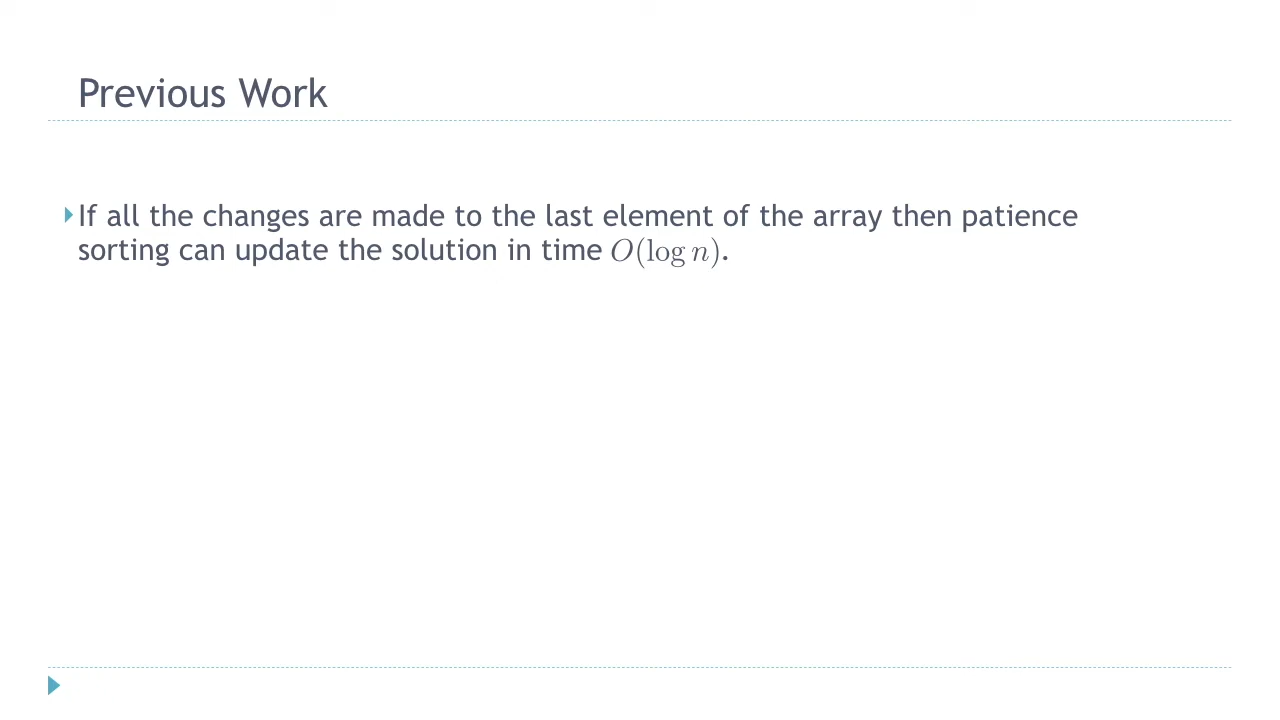 Previous Work
If all the changes are made to the last element of the array then patience
sorting can update the solution in time O(log n).